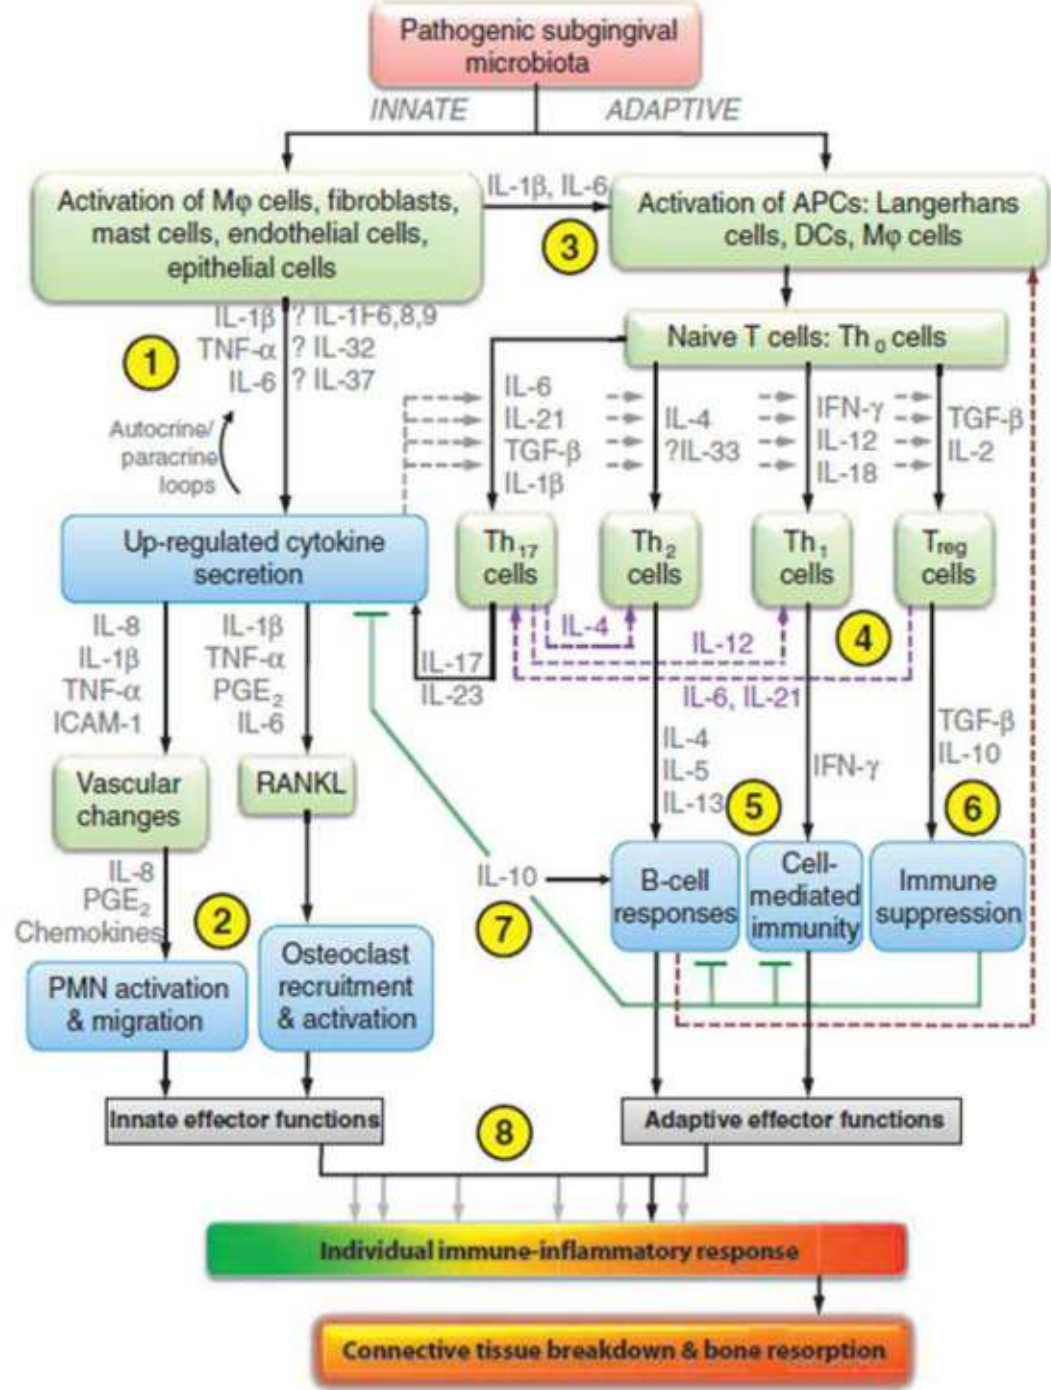 Pathogenic subgingival
microbiota
INNATE
ADAPTIVE
Activation of Mφ cells, fibroblasts,
mast cells, endothelial cells,
epithelial cells
IL-1β, IL-6
3
Activation of APCs: Langerhans
cells, DCs, Mφ cells
IL-1β ? IL-1F6,8,9
TNF-α ? IL-32
IL-6 ? IL-37
1
Autocrine/
paracrine
loops
Naive T cells: Th₀ cells
IL-6
IL-21
TGF-β
IL-1β
IL-4
?IL-33
IFN-γ
IL-12
IL-18
TGF-β
IL-2
Up-regulated cytokine
secretion
Th₁₇
cells
Th₂
cells
Th₁
cells
Treg
cells
IL-4
IL-12
4
IL-6, IL-21
IL-17
IL-23
IL-8
IL-1β
TNF-α
ICAM-1
IL-1β
TNF-α
PGE₂
IL-6
IL-4
IL-5
IL-13
5
IFN-γ
TGF-β
IL-10
6
Vascular
changes
RANKL
IL-8
PGE₂
Chemokines
2
IL-10
7
B-cell
responses
Cell-
mediated
immunity
Immune
suppression
PMN activation
& migration
Osteoclast
recruitment
& activation
Innate effector functions
8
Adaptive effector functions
Individual immune-inflammatory response
Connective tissue breakdown & bone resorption